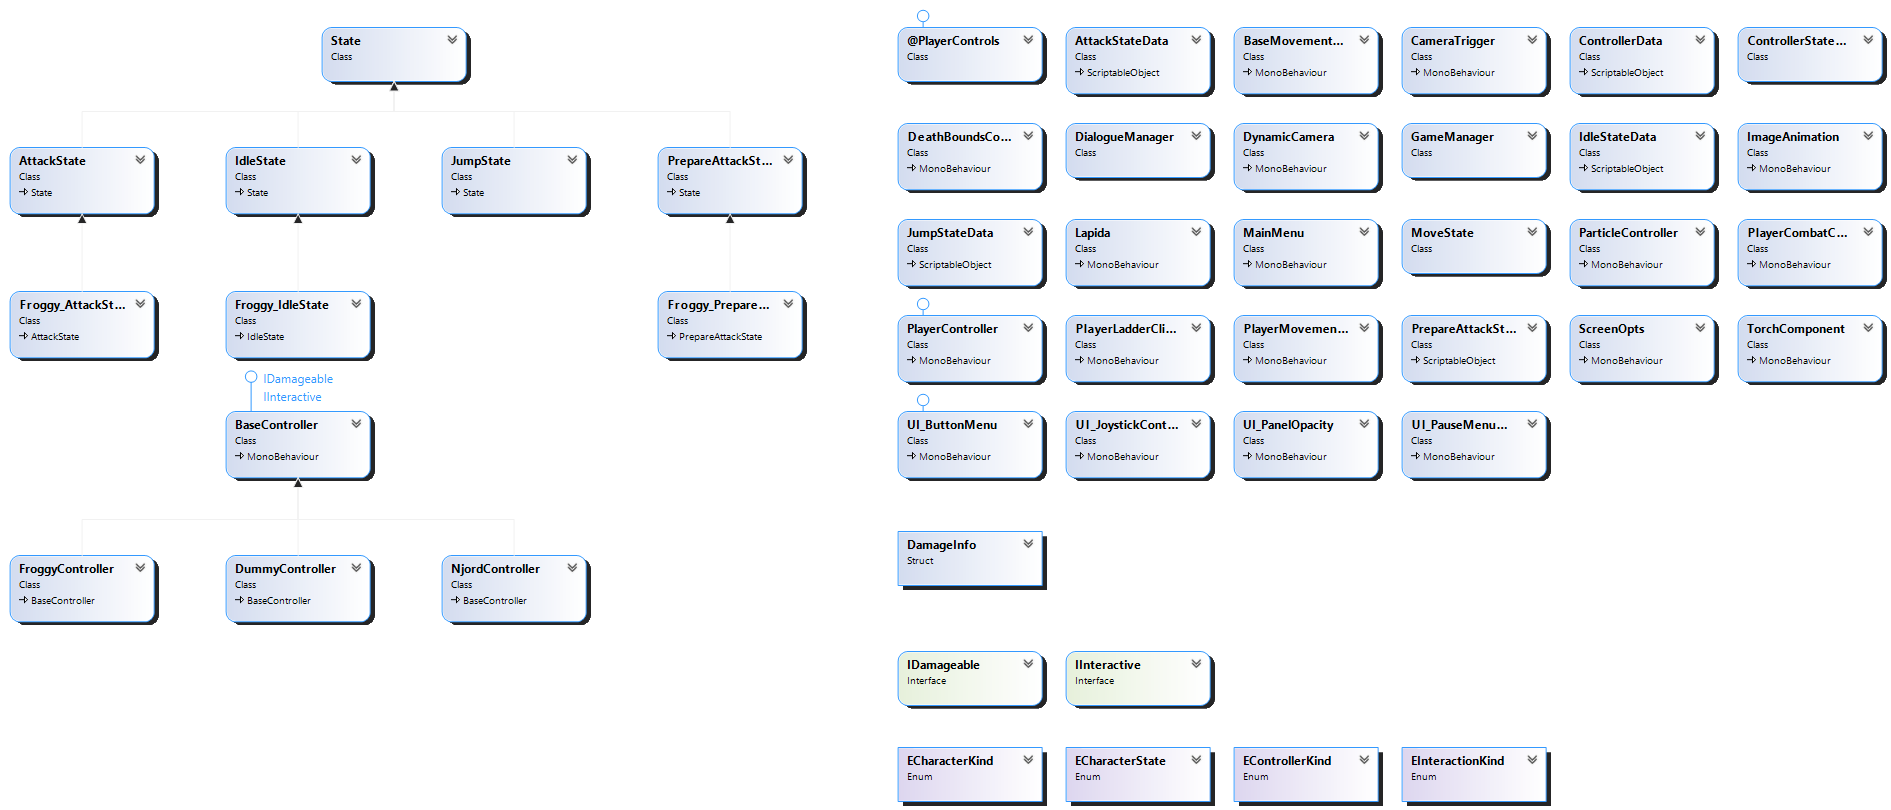 State
Class
AttackState
Class
State
IdleState
Class
State
JumpState
Class
State
PrepareAttackSt...
Class
State
Froggy_AttackSt...
Class
AttackState
Froggy_IdleState
Class
IdleState
Froggy_Prepare...
Class
PrepareAttackState
IDamageable
IInteractive
BaseController
Class
MonoBehaviour
FroggyController
Class
BaseController
DummyController
Class
BaseController
NjordController
Class
BaseController
@PlayerControls
Class
AttackStateData
Class
ScriptableObject
BaseMovement...
Class
MonoBehaviour
CameraTrigger
Class
MonoBehaviour
ControllerData
Class
ScriptableObject
ControllerState...
Class
DeathBoundsCo...
Class
MonoBehaviour
DialogueManager
Class
DynamicCamera
Class
MonoBehaviour
GameManager
Class
IdleStateData
Class
ScriptableObject
ImageAnimation
Class
MonoBehaviour
JumpStateData
Class
ScriptableObject
Lapida
Class
MonoBehaviour
MainMenu
Class
MonoBehaviour
MoveState
Class
ParticleController
Class
MonoBehaviour
PlayerCombatC...
Class
MonoBehaviour
PlayerController
Class
MonoBehaviour
PlayerLadderCli...
Class
MonoBehaviour
PlayerMovemen...
Class
MonoBehaviour
PrepareAttackSt...
Class
ScriptableObject
ScreenOpts
Class
MonoBehaviour
TorchComponent
Class
MonoBehaviour
UI_ButtonMenu
Class
MonoBehaviour
UI_JoystickCont...
Class
MonoBehaviour
UI_PanelOpacity
Class
MonoBehaviour
UI_PauseMenu...
Class
MonoBehaviour
DamageInfo
Struct
IDamageable
Interface
IInteractive
Interface
ECharacterKind
Enum
ECharacterState
Enum
EControllerKind
Enum
EInteractionKind
Enum